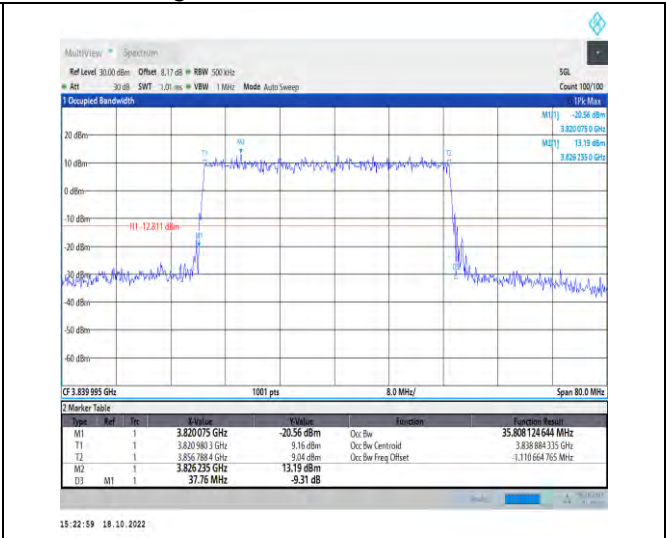 MultiView Spectrum
Ref Level 30.00 dBm Offset 8.17 dB RBW 500 kHz SGL
Att 30 dB SWT 1.01 ms VBW 1 MHz Mode Auto Sweep Count 100/100
1 Occupied Bandwidth 1Pk Max
M1[1] -20.56 dBm
3.820 075 0 GHz
M2[1] 13.19 dBm
3.826 235 0 GHz
20 dBm
M2
T1 T2
10 dBm
0 dBm
-10 dBm
H1 -12.811 dBm
M1
-20 dBm
D3
-30 dBm
-40 dBm
-50 dBm
-60 dBm
CF 3.839 995 GHz 1001 pts 8.0 MHz/ Span 80.0 MHz
2 Marker Table
Type Ref Trc X-Value Y-Value Function Function Result
M1 1 3.820 075 GHz -20.56 dBm Occ Bw 35.808 124 644 MHz
T1 1 3.820 980 3 GHz 9.16 dBm Occ Bw Centroid 3.838 884 335 GHz
T2 1 3.856 788 4 GHz 9.04 dBm Occ Bw Freq Offset -1.110 664 765 MHz
M2 1 3.826 235 GHz 13.19 dBm
D3 M1 1 37.76 MHz -9.31 dB
15:22:59 18.10.2022